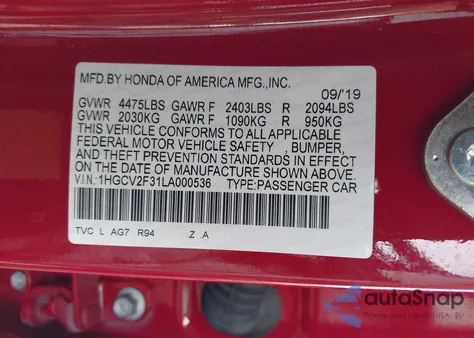 MFD.BY HONDA OF AMERICA MFG.,INC.
09/'19
GVWR 4475LBS GAWR F 2403LBS R 2094LBS
GVWR 2030KG GAWR F 1090KG R 950KG
THIS VEHICLE CONFORMS TO ALL APPLICABLE
FEDERAL MOTOR VEHICLE SAFETY , BUMPER,
AND THEFT PREVENTION STANDARDS IN EFFECT
ON THE DATE OF MANUFACTURE SHOWN ABOVE.
V.I.N.:1HGCV2F31LA000536 TYPE:PASSENGER CAR
TVC L AG7 R94 Z .A
autoSnap